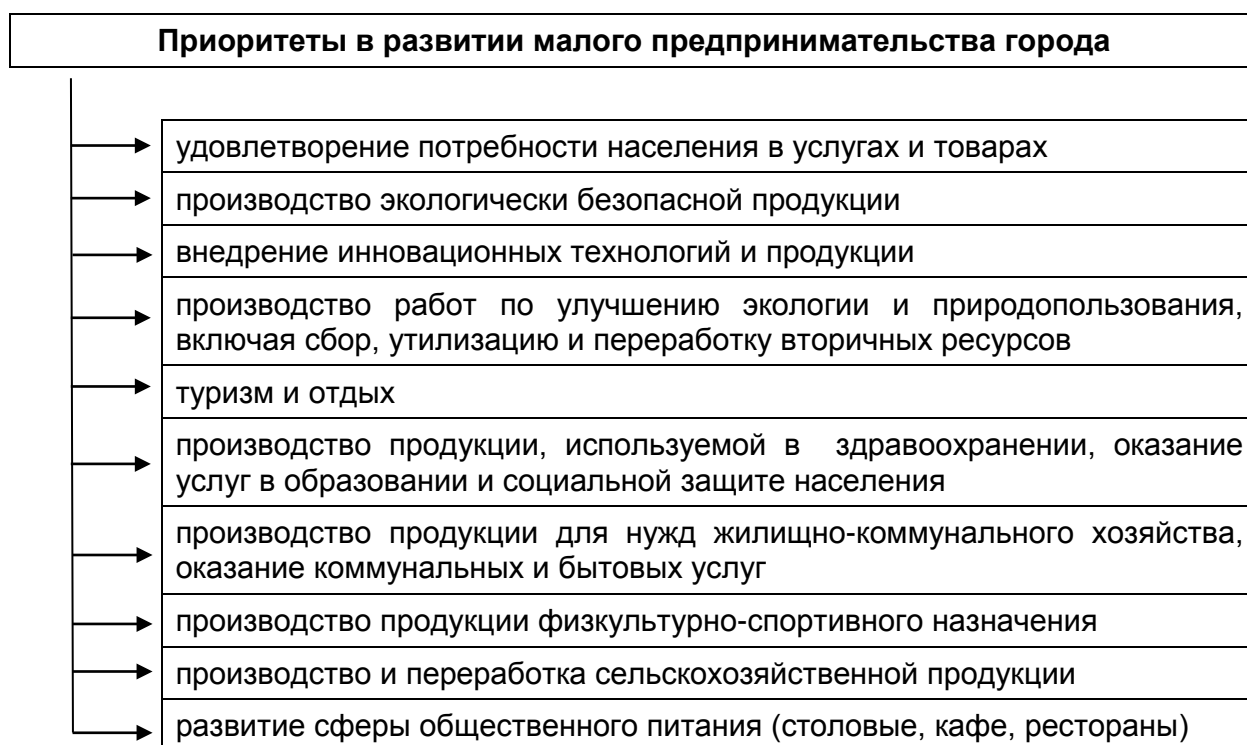 Приоритеты в развитии малого предпринимательства города
удовлетворение потребности населения в услугах и товарах
производство экологически безопасной продукции
внедрение инновационных технологий и продукции
производство работ по улучшению экологии и природопользования,
включая сбор, утилизацию и переработку вторичных ресурсов
туризм и отдых
производство продукции, используемой в здравоохранении, оказание
услуг в образовании и социальной защите населения
производство продукции для нужд жилищно-коммунального хозяйства,
оказание коммунальных и бытовых услуг
производство продукции физкультурно-спортивного назначения
производство и переработка сельскохозяйственной продукции
развитие сферы общественного питания (столовые, кафе, рестораны)